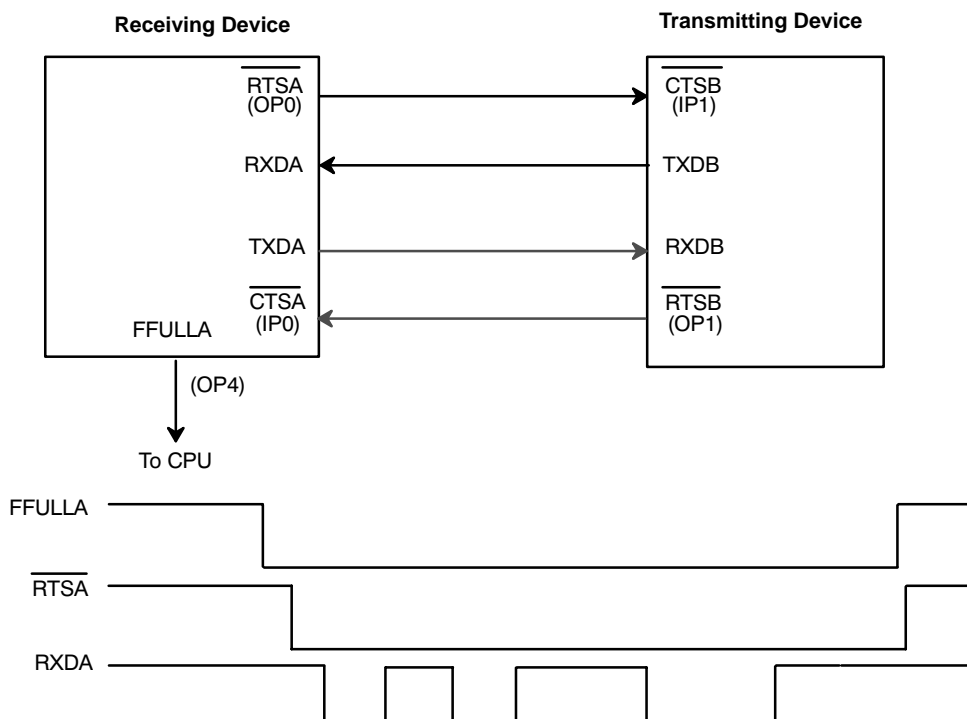 Receiving Device
Transmitting Device
RTSA
(OP0)
CTSB
(IP1)
RXDA
TXDB
TXDA
RXDB
CTSA
(IP0)
RTSB
(OP1)
FFULLA
(OP4)
To CPU
FFULLA
RTSA
RXDA